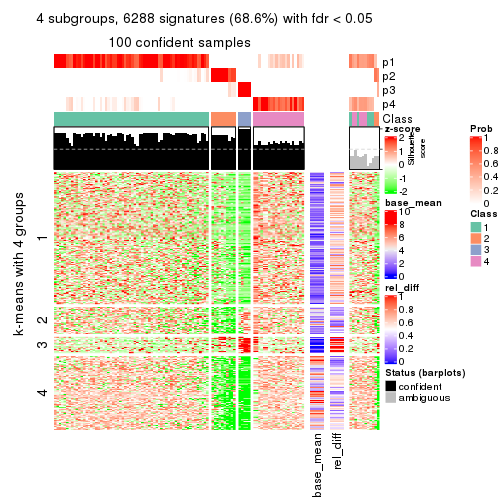 4 subgroups, 6288 signatures (68.6%) with fdr < 0.05
100 confident samples
p1
p2
p3
p4
Class
z-score
2
1
0
-1
-2
Silhouette
score
base_mean
10
8
6
4
2
0
rel_diff
1
0.8
0.6
0.4
0.2
0
Status (barplots)
confident
ambiguous
Prob
1
0.8
0.6
0.4
0.2
0
Class
1
2
3
4
k-means with 4 groups
1
2
3
4
base_mean
rel_diff